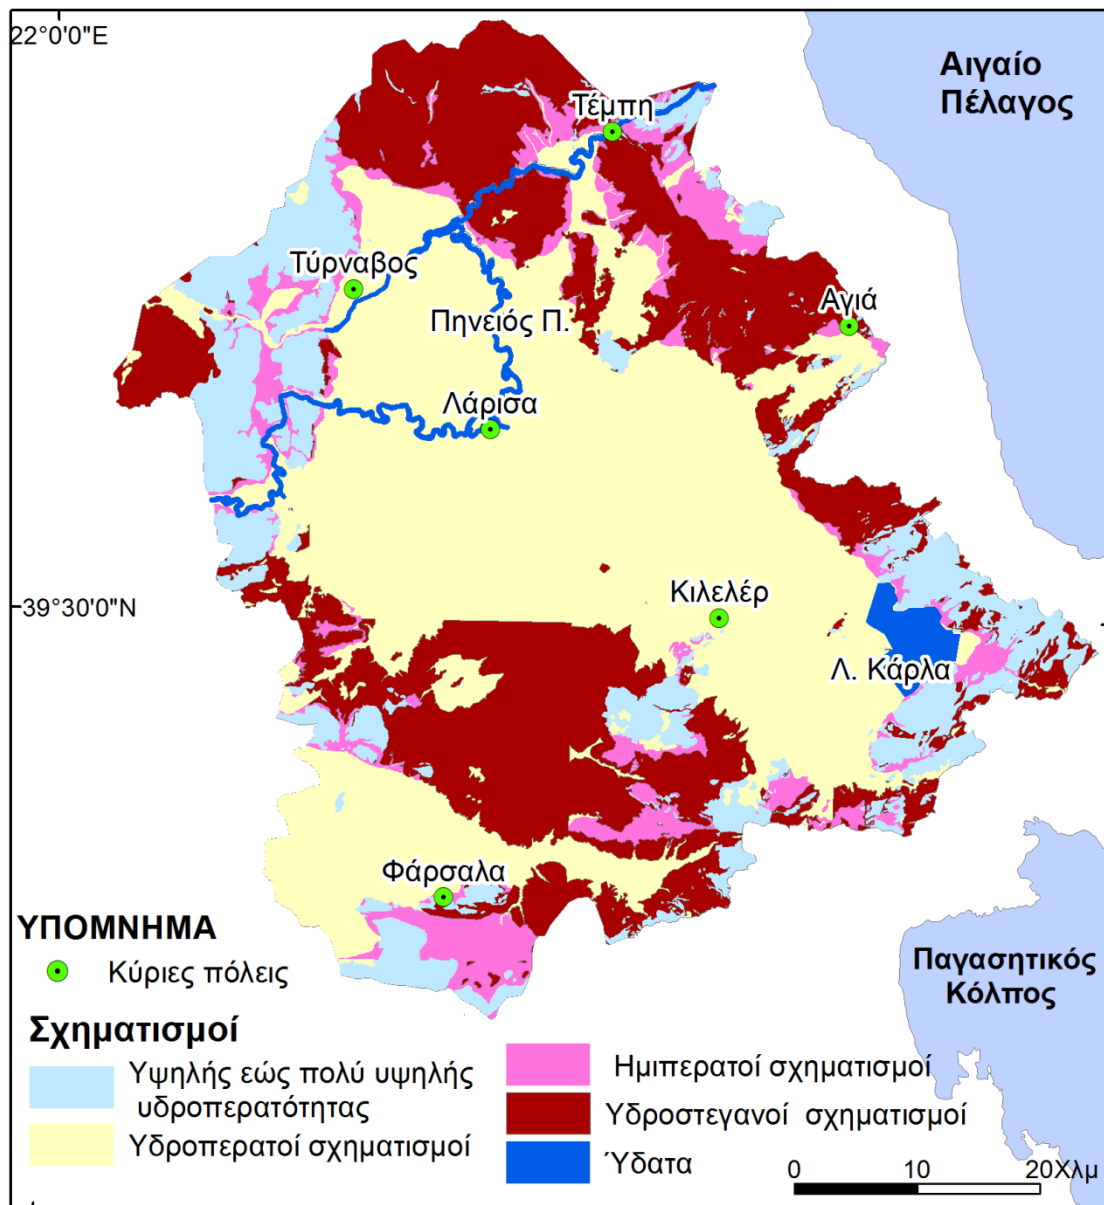 22°0'0"E
Αιγαίο
Πέλαγος
Τέμπη
Τύρναβος
Πηνειός Π.
Αγιά
Λάρισα
39°30'0"N
Κιλελέρ
Λ. Κάρλα
Φάρσαλα
ΥΠΟΜΝΗΜΑ
Κύριες πόλεις
Παγασητικός
Κόλπος
Σχηματισμοί
Υψηλής εώς πολύ υψηλής
υδροπερατότητας
Υδροπερατοί σχηματισμοί
Ημιπερατοί σχηματισμοί
Υδροστεγανοί σχηματισμοί
Ύδατα
0 10 20Χλμ